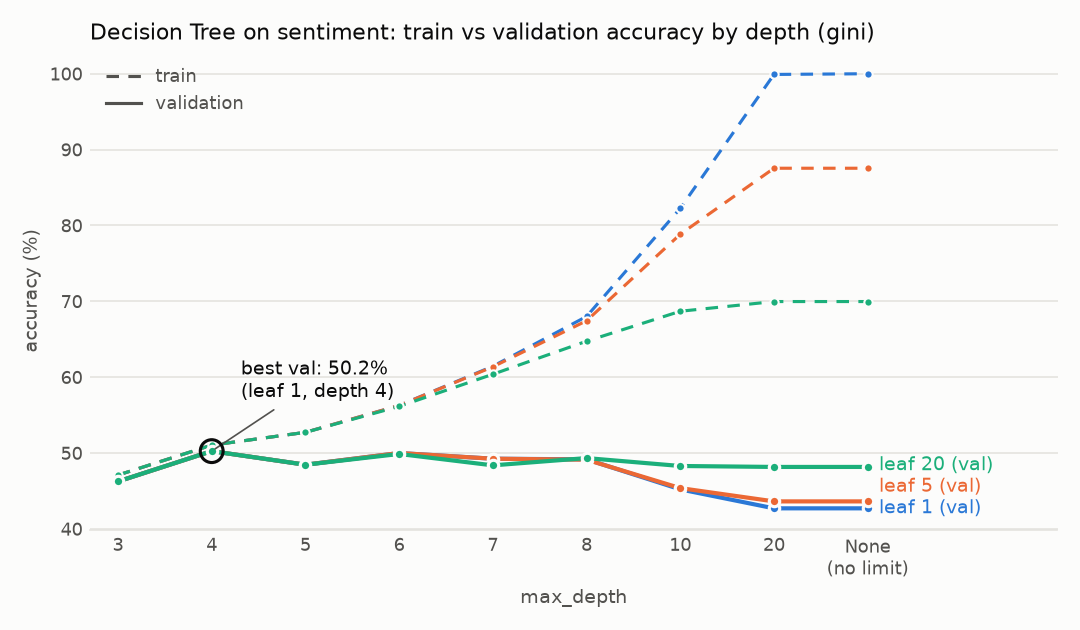 Decision Tree on sentiment: train vs validation accuracy by depth (gini)
train
validation
100
90
80
70
60
50
40
accuracy (%)
best val: 50.2%
(leaf 1, depth 4)
leaf 20 (val)
leaf 5 (val)
leaf 1 (val)
3 4 5 6 7 8 10 20 None
(no limit)
max_depth